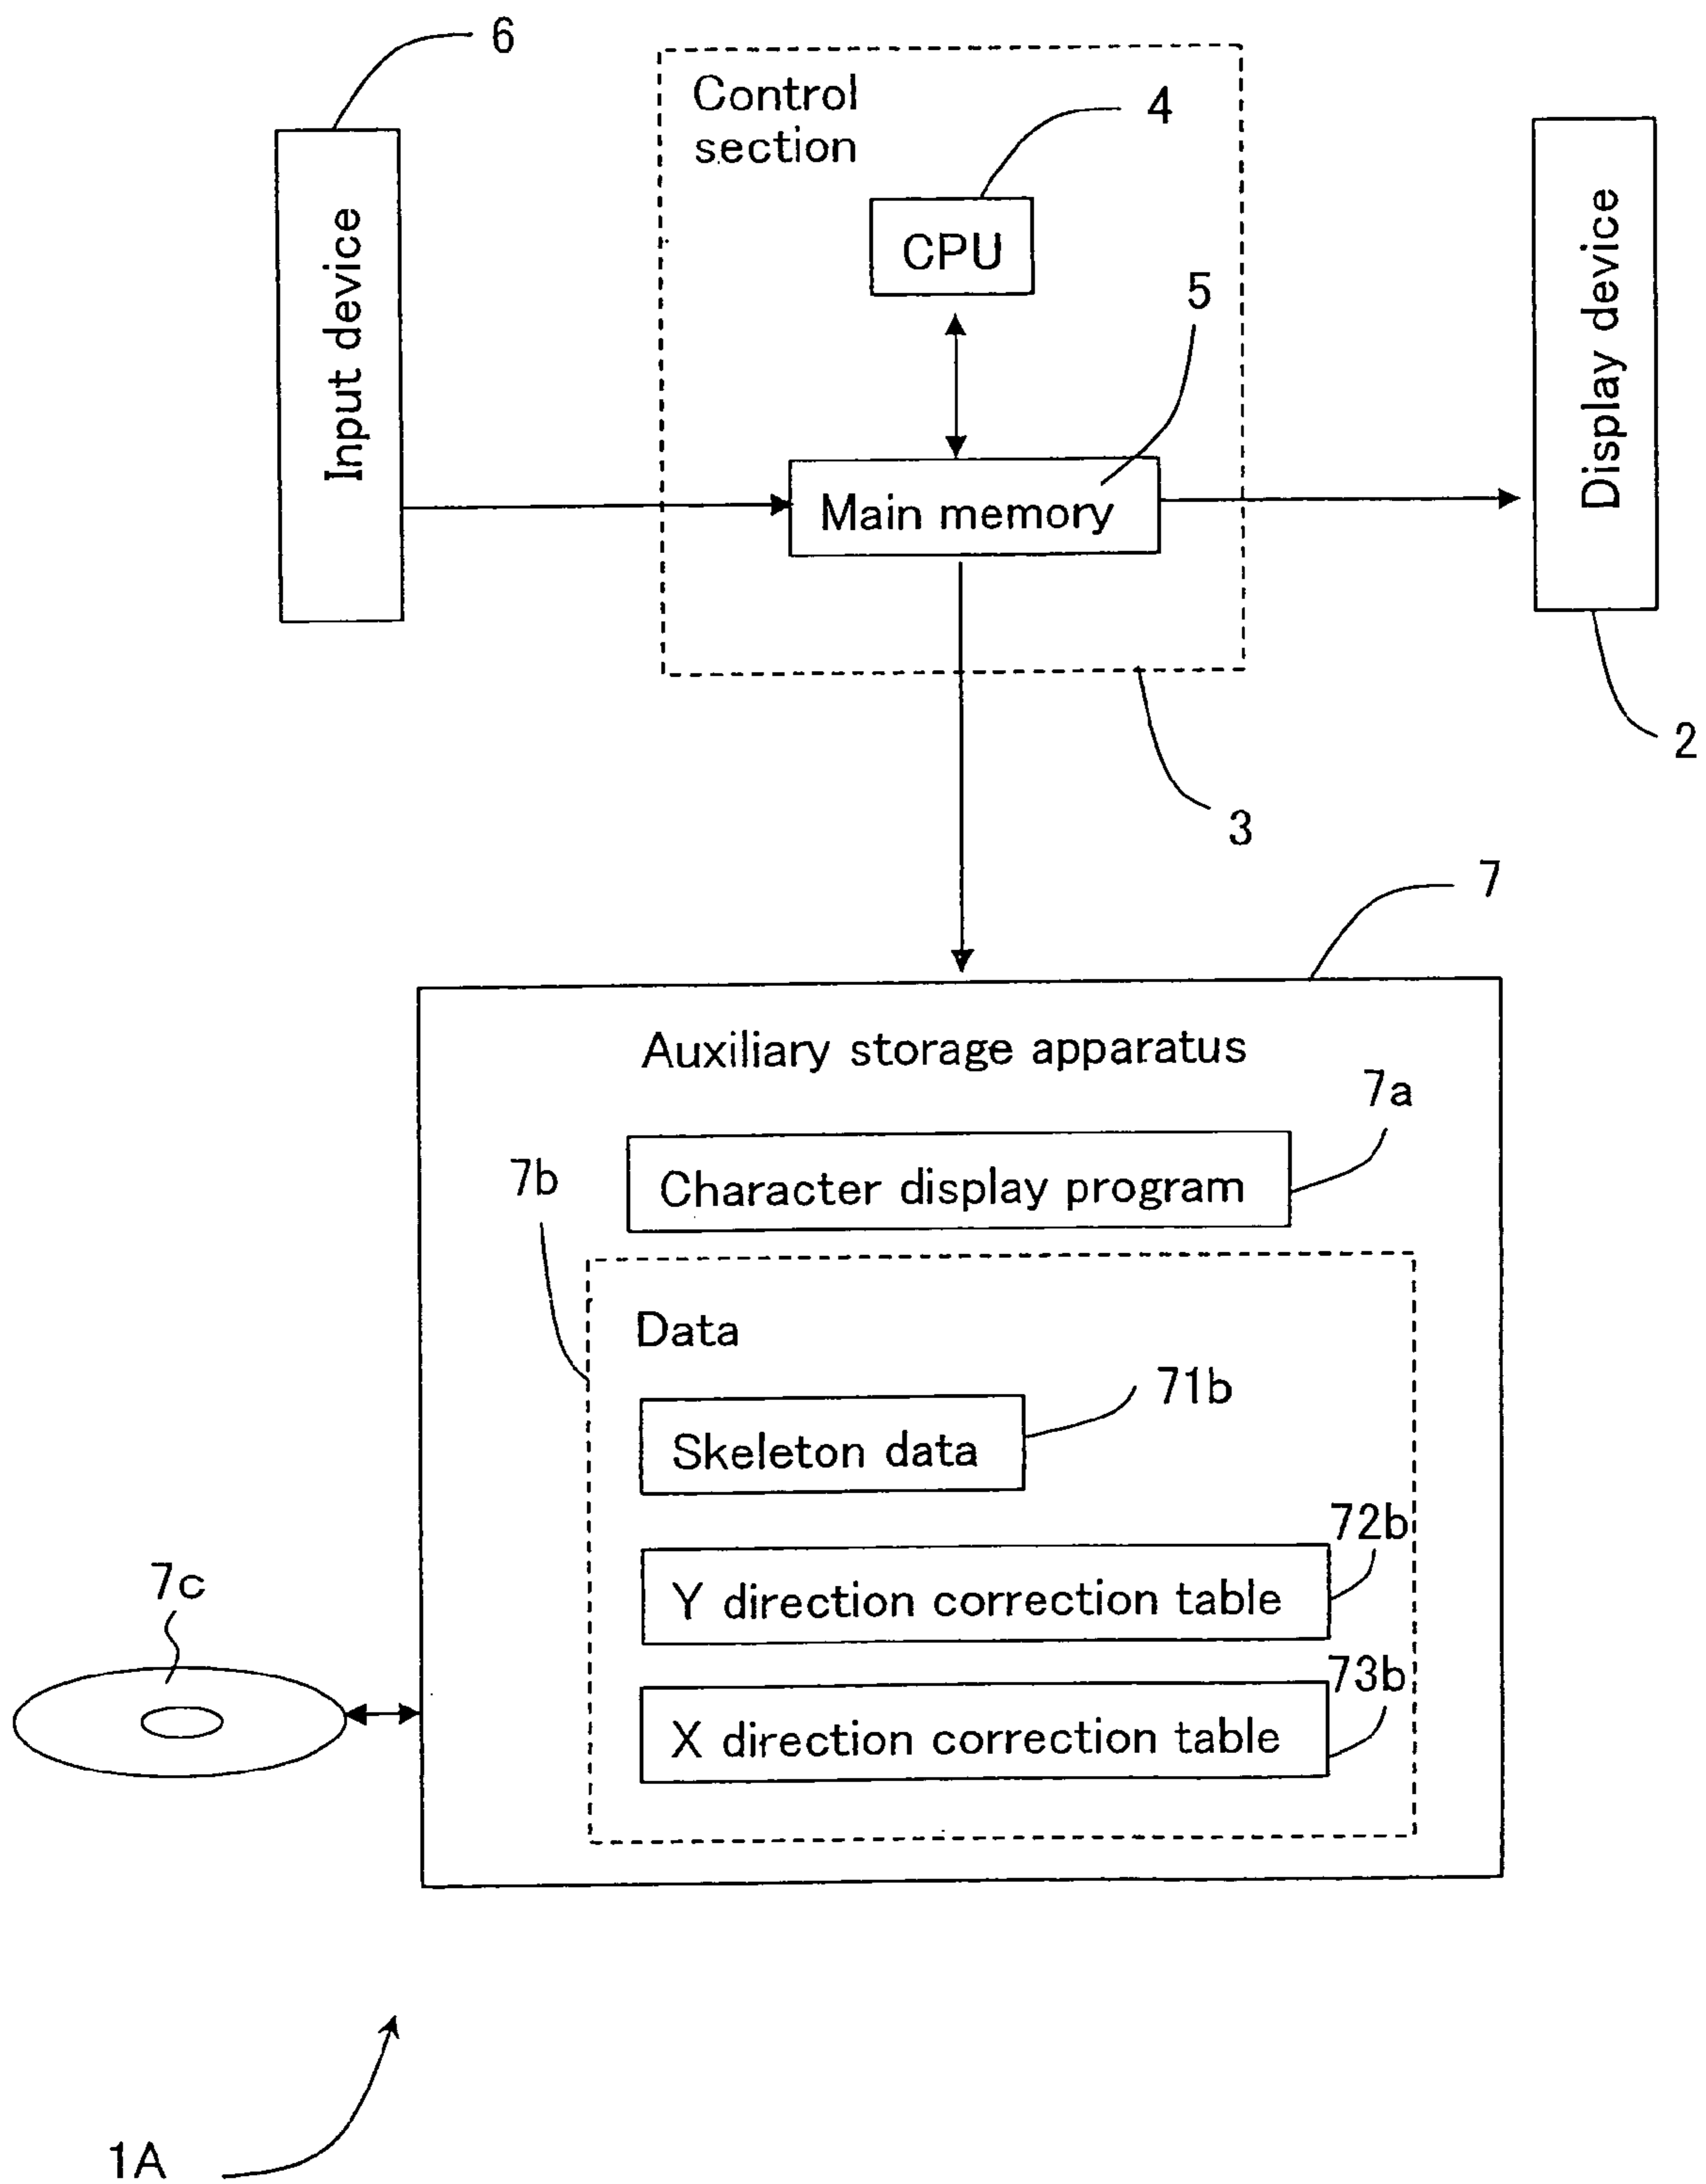 6
Control
section
4
CPU
5
Input device
Main memory
Display device
2
3
7
Auxiliary storage apparatus
7a
Character display program
7b
Data
71b
Skeleton data
72b
Y direction correction table
73b
X direction correction table
7c
1A